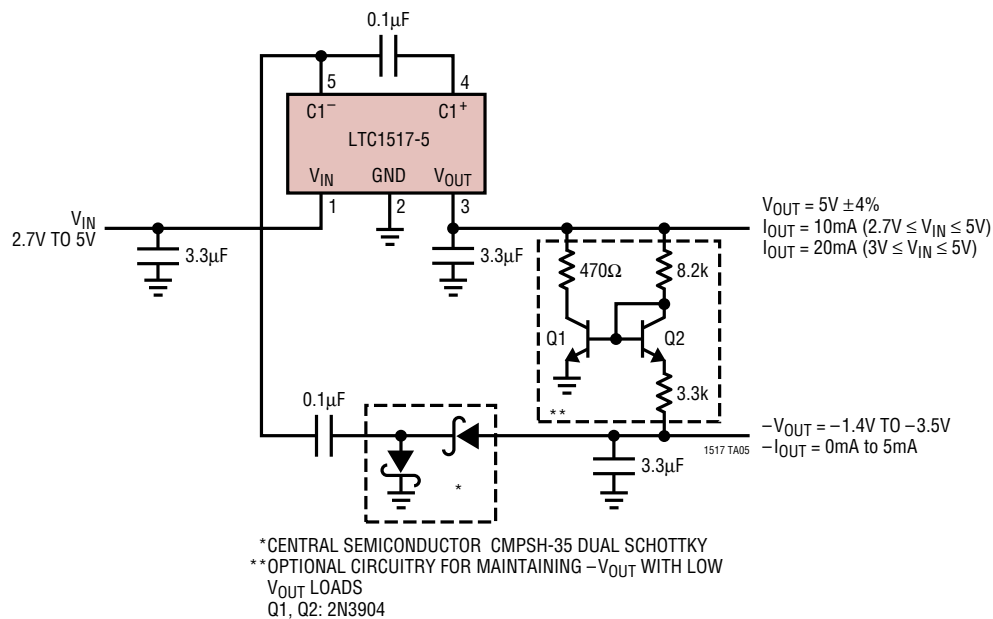 0.1µF
5
4
C1⁻
C1⁺
LTC1517-5
VIN
GND
VOUT
1
2
3
VIN
2.7V TO 5V
3.3µF
3.3µF
VOUT = 5V ±4%
IOUT = 10mA (2.7V ≤ VIN ≤ 5V)
IOUT = 20mA (3V ≤ VIN ≤ 5V)
470Ω
8.2k
Q1
Q2
3.3k
**
0.1µF
*
3.3µF
1517 TA05
–VOUT = –1.4V TO –3.5V
–IOUT = 0mA to 5mA
*CENTRAL SEMICONDUCTOR CMPSH-35 DUAL SCHOTTKY
**OPTIONAL CIRCUITRY FOR MAINTAINING –VOUT WITH LOW
VOUT LOADS
Q1, Q2: 2N3904